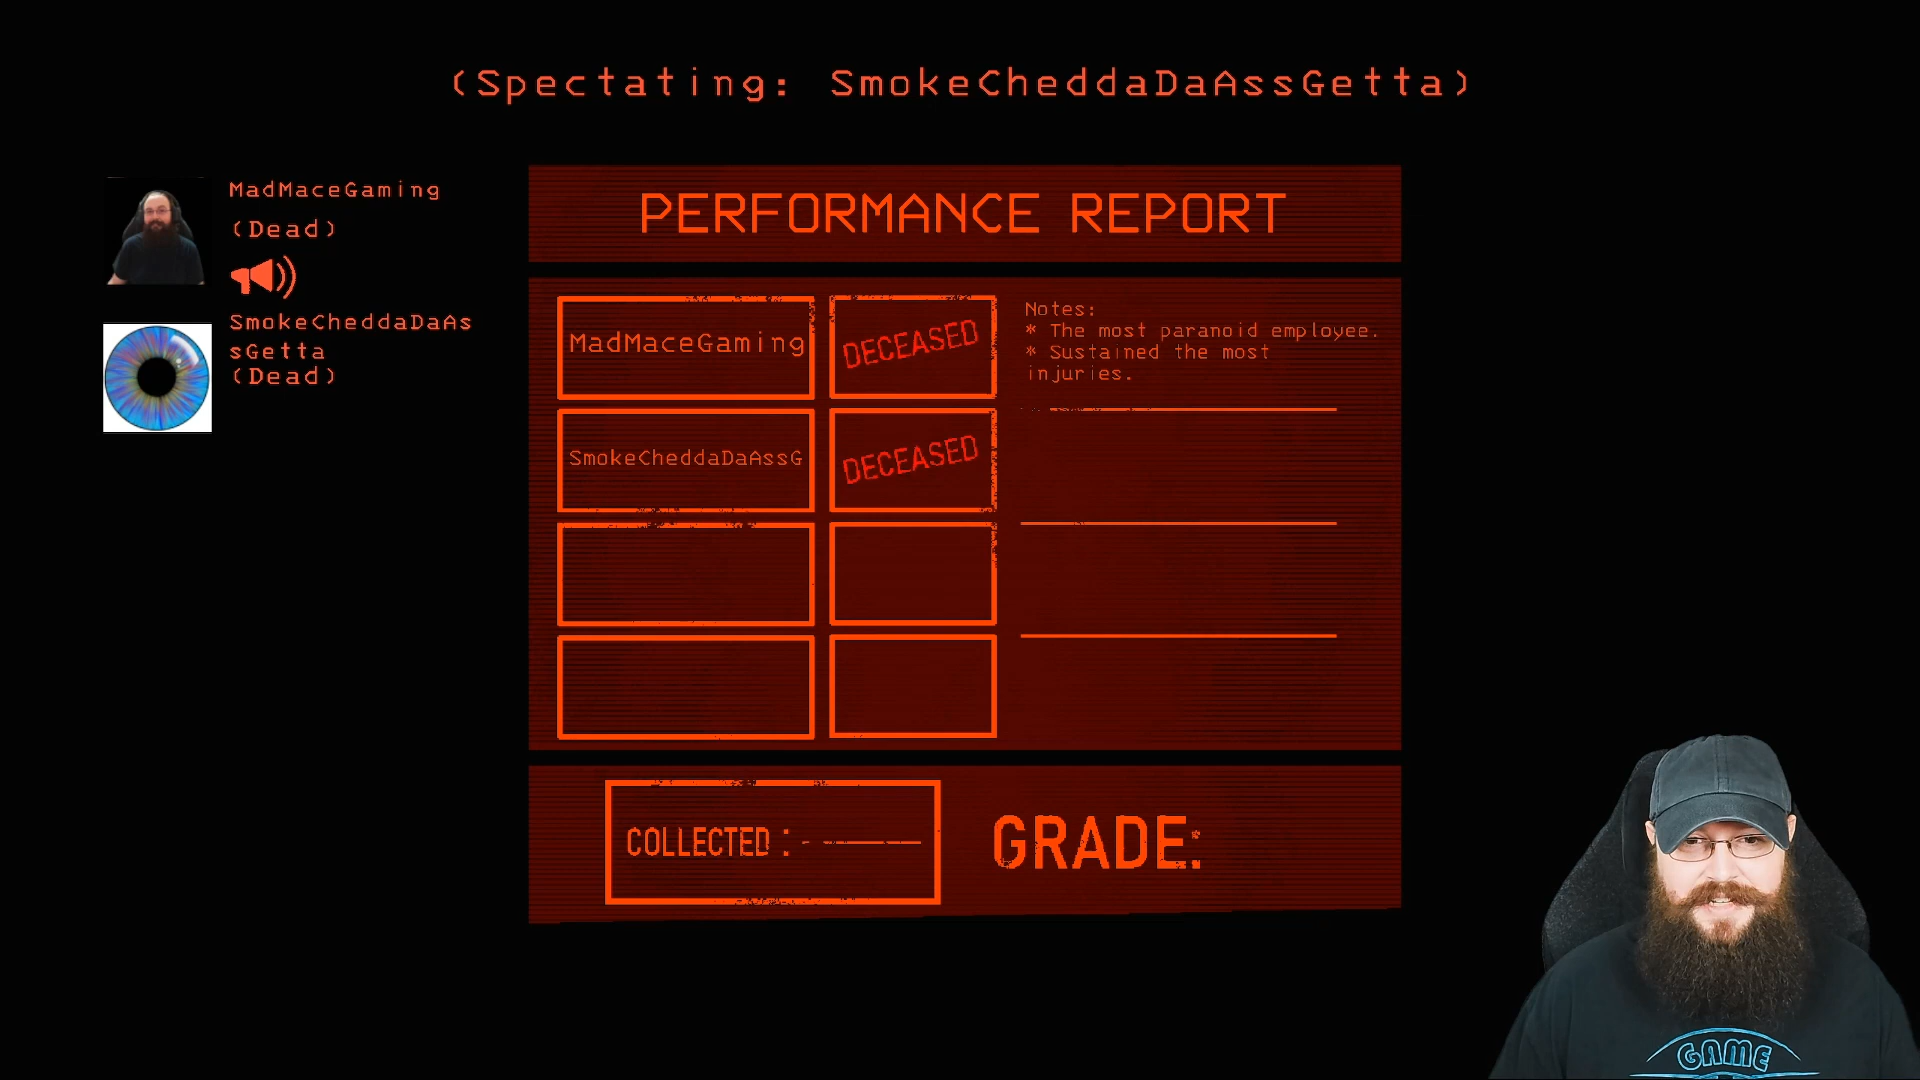 (Spectating: SmokeCheddaDaAssGetta)
MadMaceGaming
(Dead)
SmokeCheddaDaAs
sGetta
(Dead)
PERFORMANCE REPORT
MadMaceGaming
DECEASED
Notes:
* The most paranoid employee.
* Sustained the most
injuries.
SmokeCheddaDaAssG
DECEASED
COLLECTED :
GRADE:
GAME